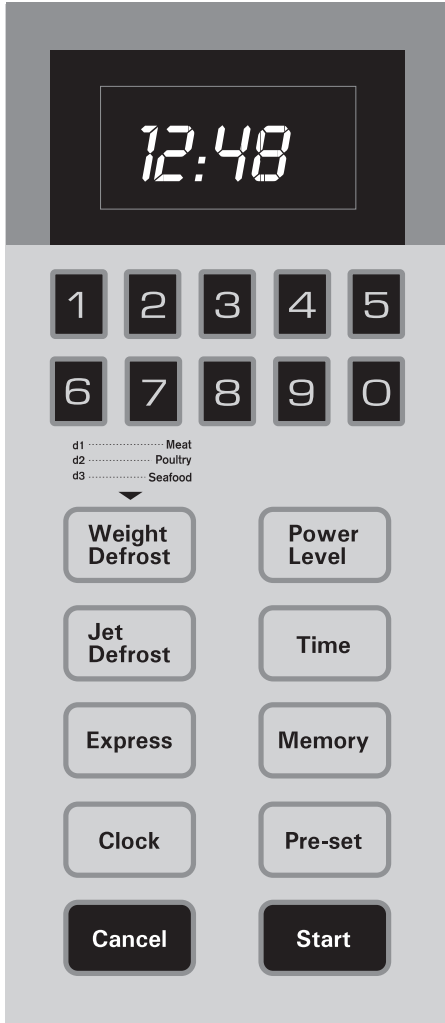 12:48
1 2 3 4 5
6 7 8 9 0
d1 ...................... Meat
d2 .................... Poultry
d3 ................ Seafood
Weight
Defrost
Power
Level
Jet
Defrost
Time
Express
Memory
Clock
Pre-set
Cancel
Start